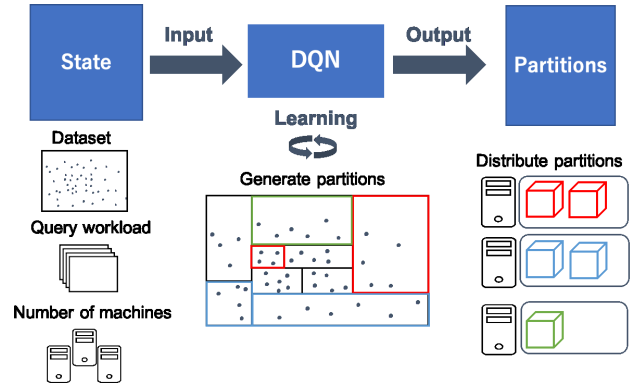 State
Input
DQN
Output
Partitions
Learning
Dataset
Query workload
Number of machines
Generate partitions
Distribute partitions